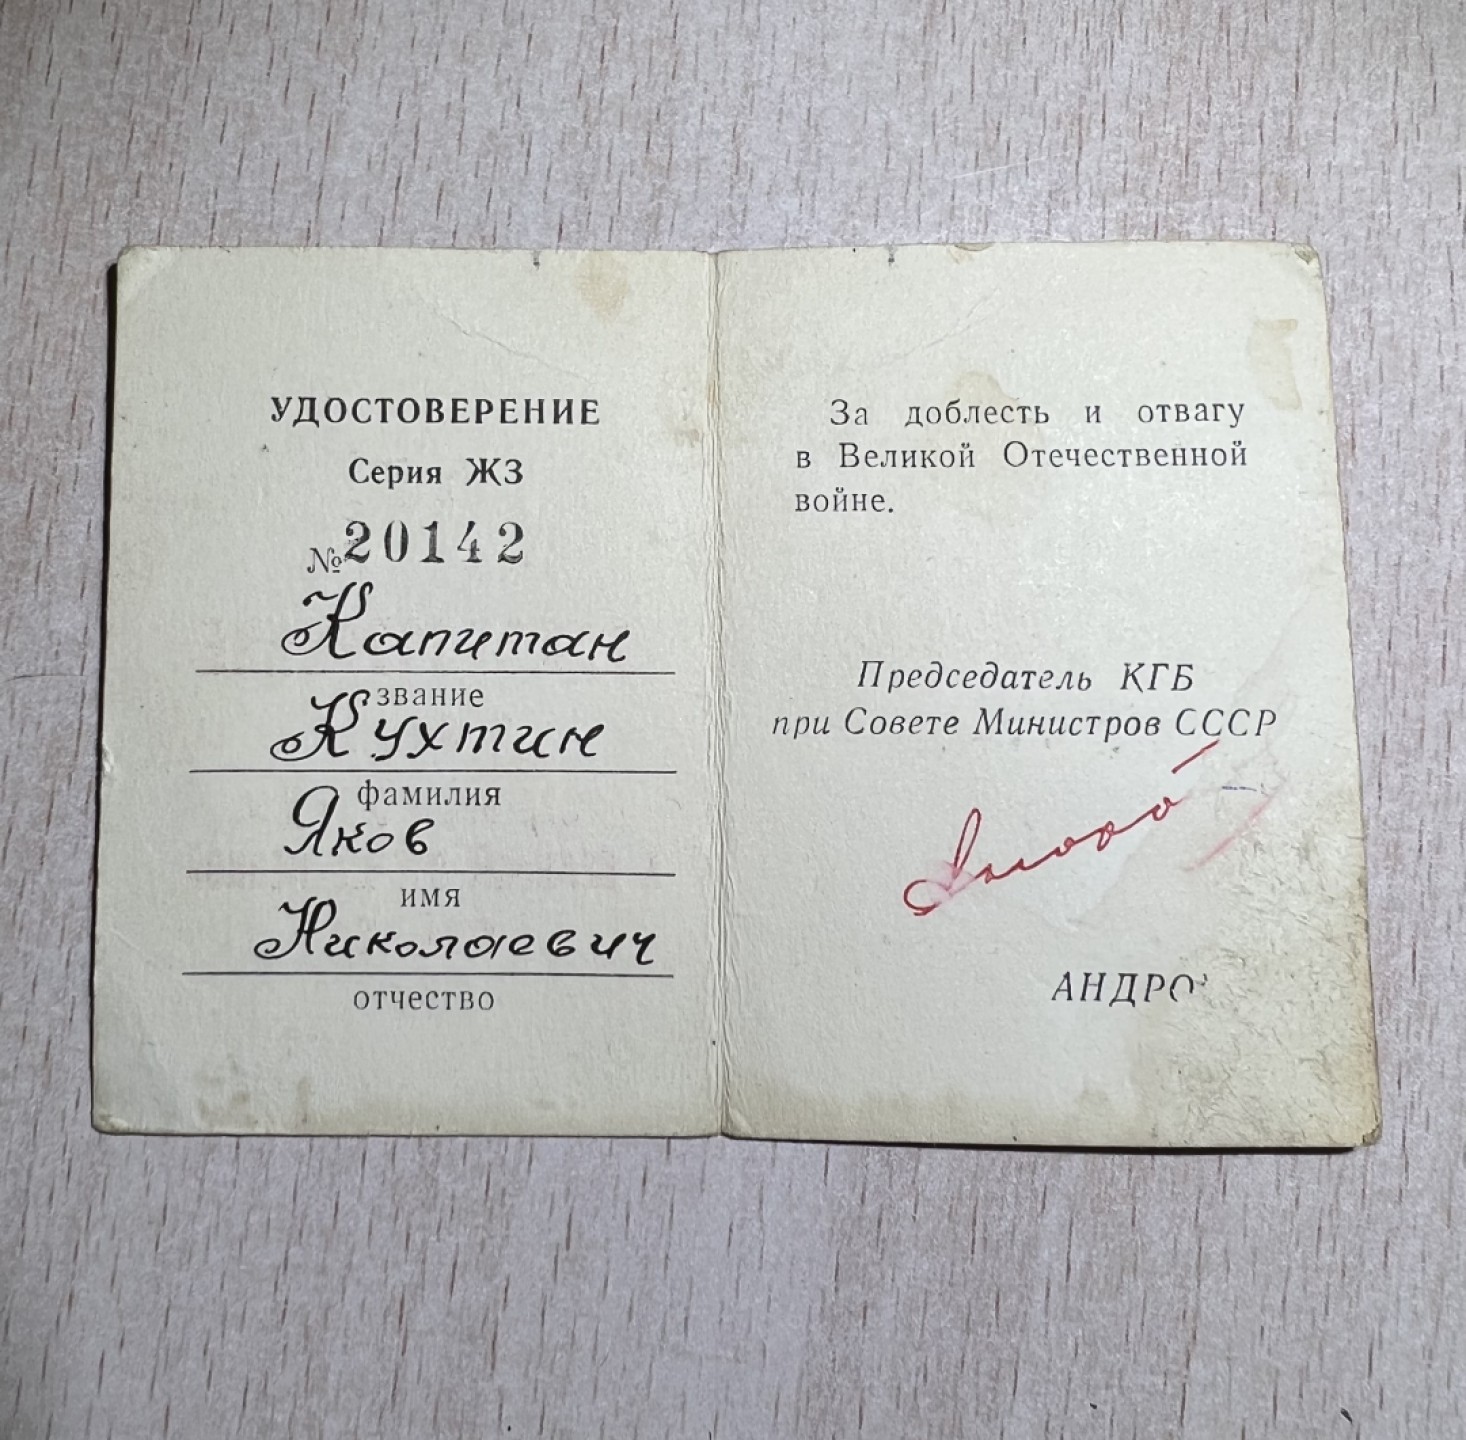 УДОСТОВЕРЕНИЕ
Серия ЖЗ
№20142
Капитан
звание
Кухтин
фамилия
Яков
имя
Николаевич
отчество
За доблесть и отвагу
в Великой Отечественной
войне.
Председатель КГБ
при Совете Министров СССР
АНДРО